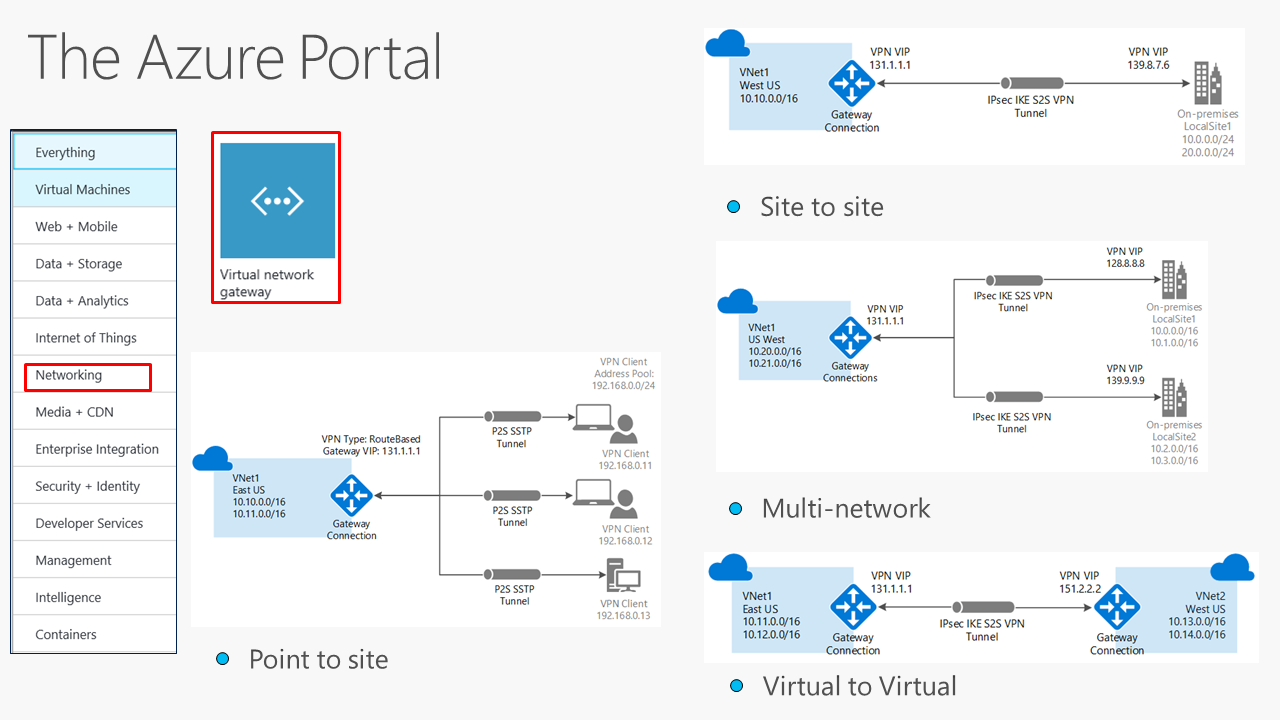 The Azure Portal
Everything
Virtual Machines
Web + Mobile
Data + Storage
Data + Analytics
Internet of Things
Networking
Media + CDN
Enterprise Integration
Security + Identity
Developer Services
Management
Intelligence
Containers
Virtual network
gateway
VPN Client
Address Pool:
192.168.0.0/24
P2S SSTP
Tunnel
VPN Type: RouteBased
Gateway VIP: 131.1.1.1
VPN Client
192.168.0.11
VNet1
East US
10.10.0.0/16
10.11.0.0/16
Gateway
Connection
P2S SSTP
Tunnel
VPN Client
192.168.0.12
P2S SSTP
Tunnel
VPN Client
192.168.0.13
Point to site
VNet1
West US
10.10.0.0/16
VPN VIP
131.1.1.1
Gateway
Connection
IPsec IKE S2S VPN
Tunnel
VPN VIP
139.8.7.6
On-premises
LocalSite1
10.0.0.0/24
20.0.0.0/24
Site to site
VNet1
US West
10.20.0.0/16
10.21.0.0/16
VPN VIP
131.1.1.1
Gateway
Connections
IPsec IKE S2S VPN
Tunnel
VPN VIP
128.8.8.8
On-premises
LocalSite1
10.0.0.0/16
10.1.0.0/16
IPsec IKE S2S VPN
Tunnel
VPN VIP
139.9.9.9
On-premises
LocalSite2
10.2.0.0/16
10.3.0.0/16
Multi-network
VNet1
East US
10.11.0.0/16
10.12.0.0/16
VPN VIP
131.1.1.1
Gateway
Connection
IPsec IKE S2S VPN
Tunnel
VPN VIP
151.2.2.2
Gateway
Connection
VNet2
West US
10.13.0.0/16
10.14.0.0/16
Virtual to Virtual